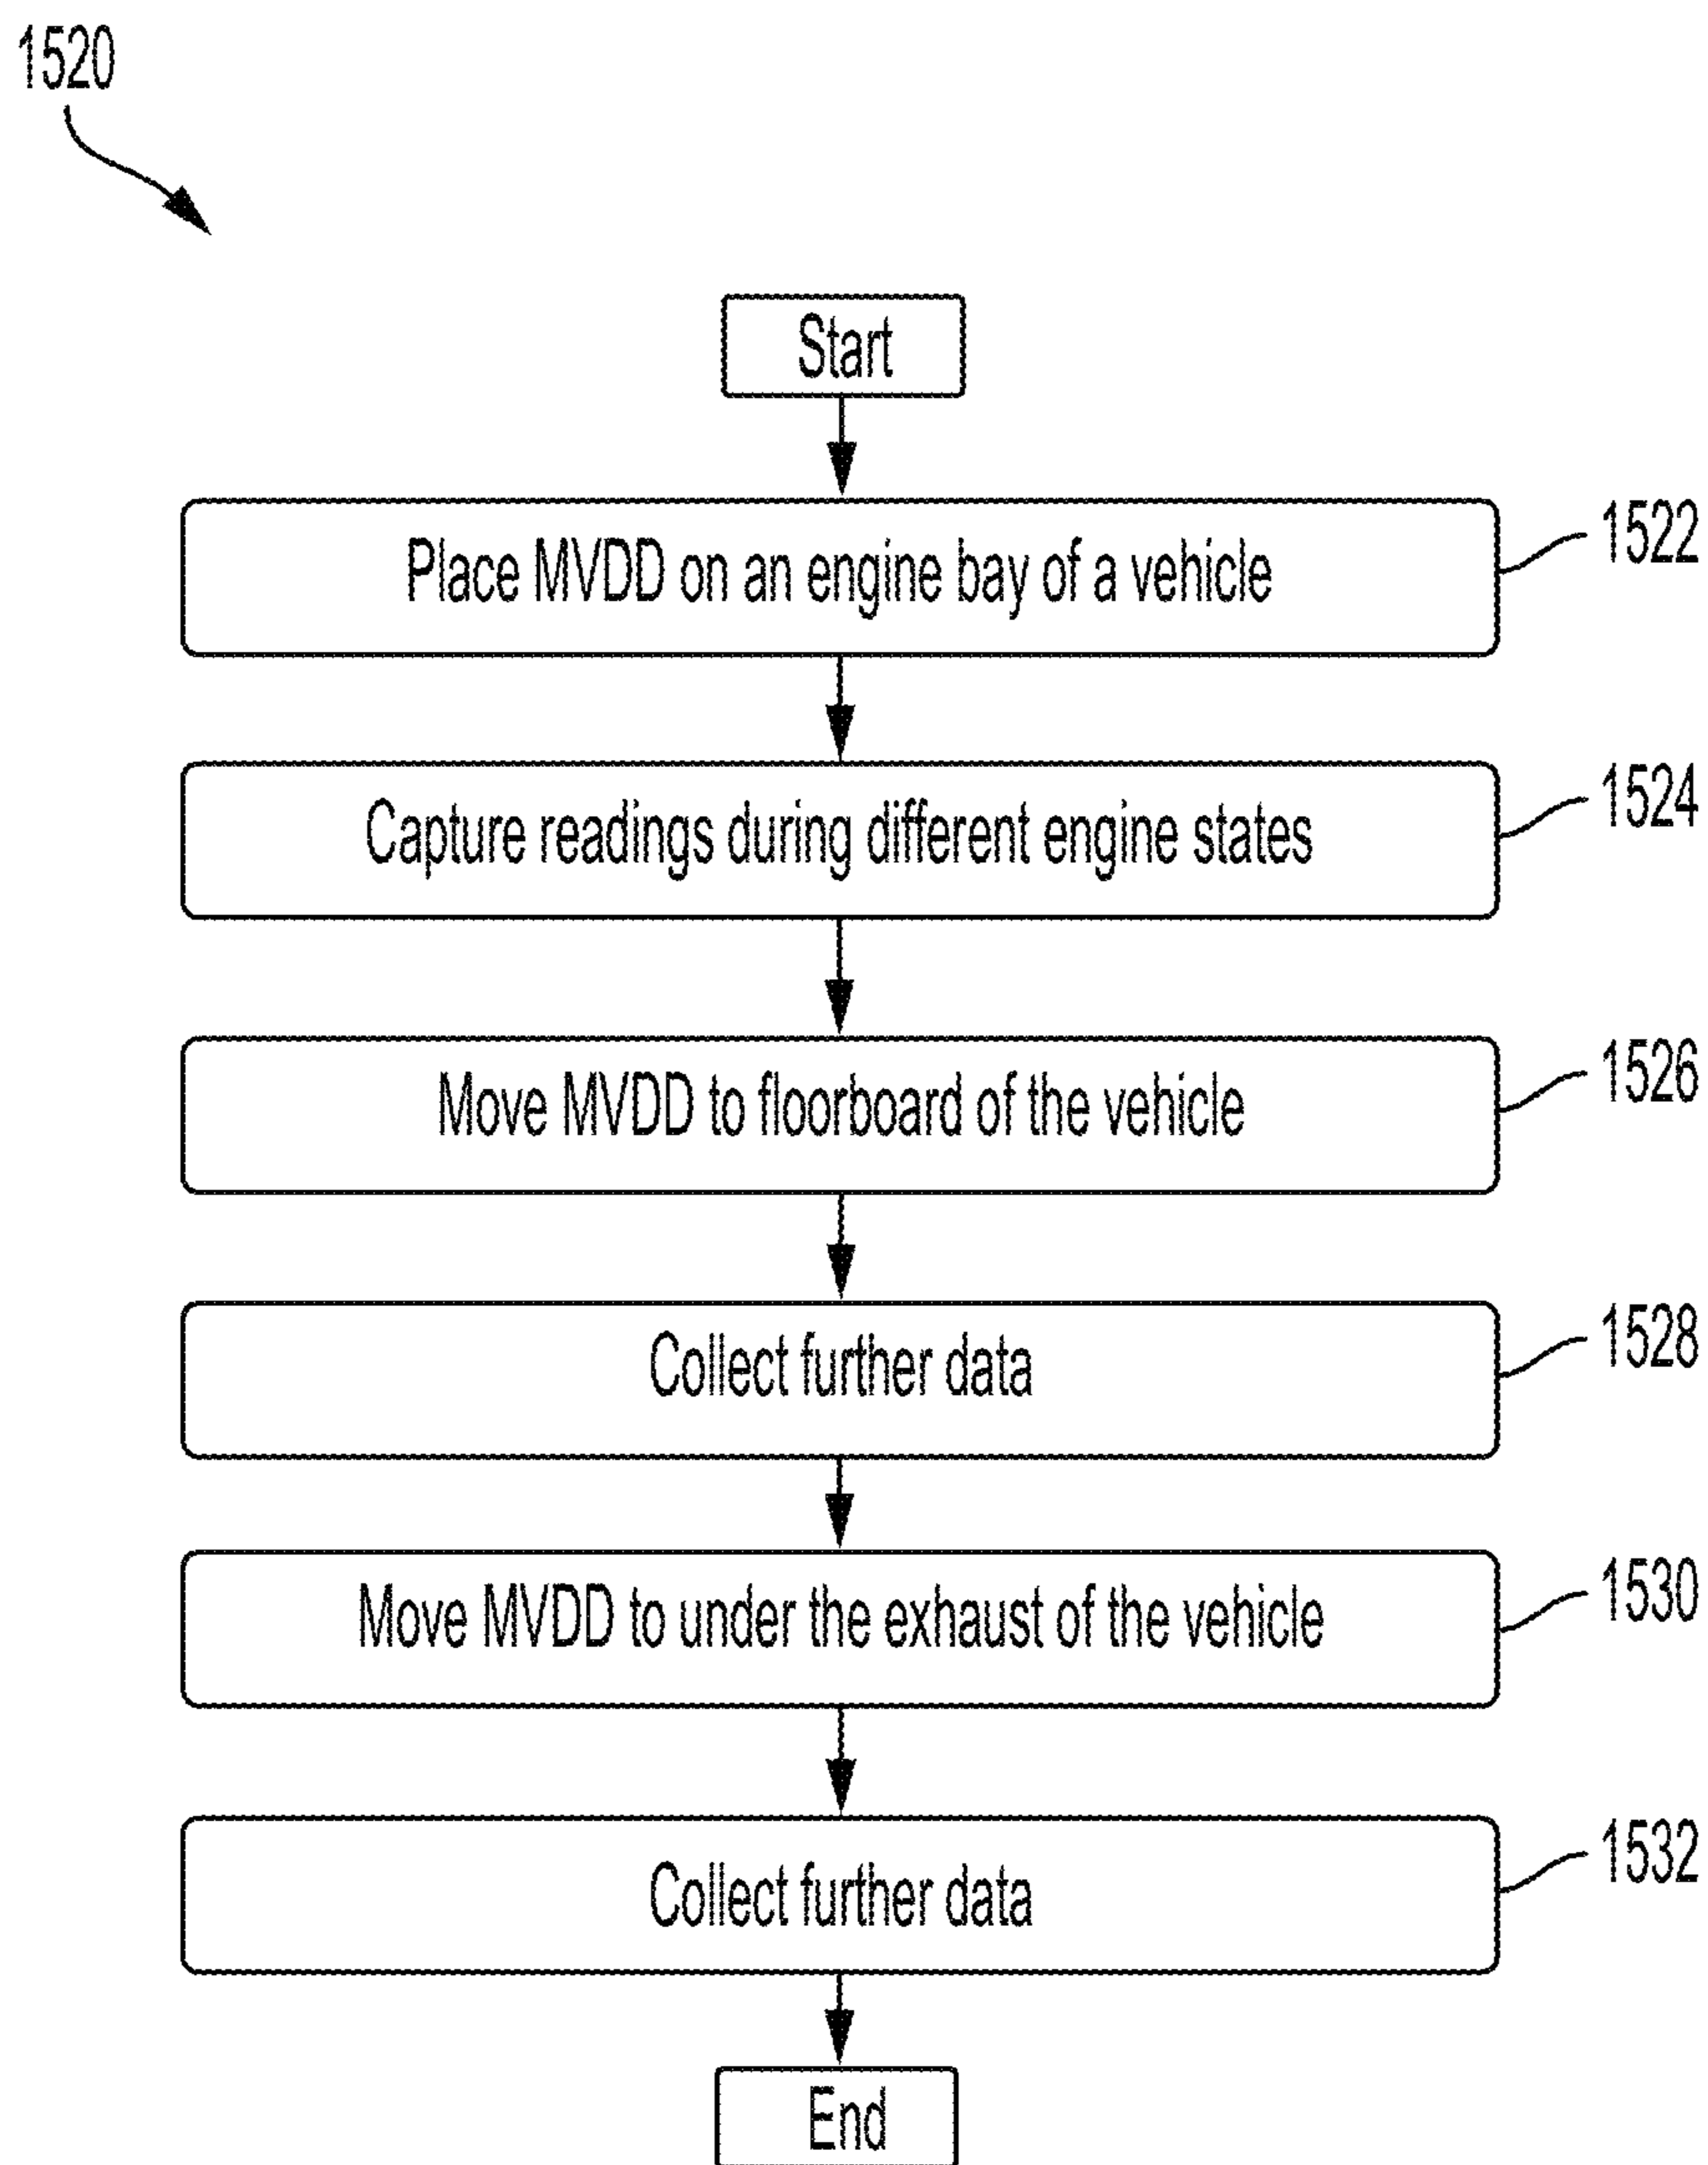 1520
Start
Place MVDD on an engine bay of a vehicle
1522
Capture readings during different engine states
1524
Move MVDD to floorboard of the vehicle
1526
Collect further data
1528
Move MVDD to under the exhaust of the vehicle
1530
Collect further data
1532
End